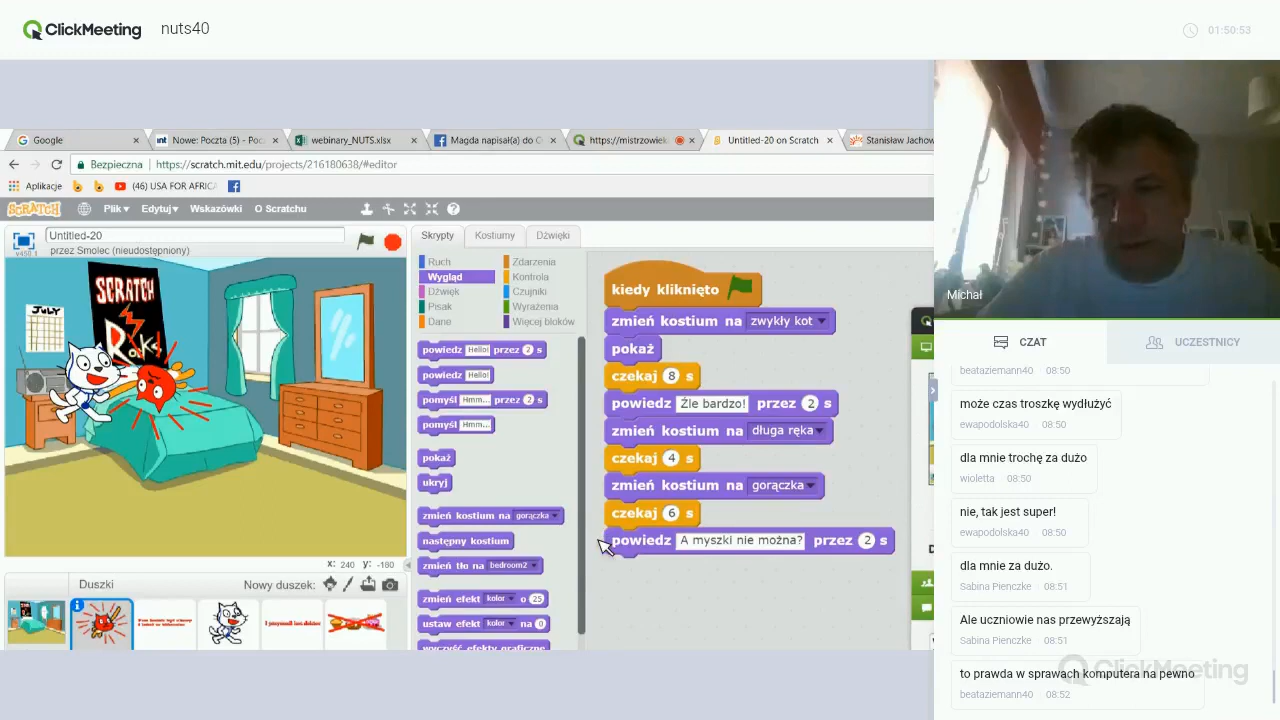 ClickMeeting
nuts40
01:50:53
Google
Nowe: Poczta (5) - Poc
webinary_NUTS.xlsx
Magda napisał(a) do C
https://mistrzowiek
Untitled-20 on Scratch
Stanisław Jachow
Bezpieczna
https://scratch.mit.edu/projects/216180638/#editor
Aplikacje
(46) USA FOR AFRICA
SCRATCH
Plik
Edytuj
Wskazówki
O Scratchu
v450.1
Untitled-20
przez Smolec (nieudostępniony)
JULY
SCRATCH
Rocks
x: 240 y: -180
Duszki
Nowy duszek:
Skrypty
Kostiumy
Dźwięki
Ruch
Wygląd
Dźwięk
Pisak
Dane
Zdarzenia
Kontrola
Czujniki
Wyrażenia
Więcej bloków
powiedz Hello! przez 2 s
powiedz Hello!
pomyśl Hmm... przez 2 s
pomyśl Hmm...
pokaż
ukryj
zmień kostium na gorączka
następny kostium
zmień tło na bedroom2
zmień efekt kolor o 25
ustaw efekt kolor na 0
wyczyść efekty graficzne
kiedy kliknięto
zmień kostium na zwykły kot
pokaż
czekaj 8 s
powiedz Źle bardzo! przez 2 s
zmień kostium na długa ręka
czekaj 4 s
zmień kostium na gorączka
czekaj 6 s
powiedz A myszki nie można? przez 2 s
Michał
CZAT
UCZESTNICY
beataziemann40 08:50
może czas troszkę wydłużyć
ewapodolska40 08:50
dla mnie trochę za dużo
wioletta 08:50
nie, tak jest super!
ewapodolska40 08:50
dla mnie za dużo.
Sabina Pienczke 08:51
Ale uczniowie nas przewyższają
Sabina Pienczke 08:51
to prawda w sprawach komputera na pewno
beataziemann40 08:52
ClickMeeting